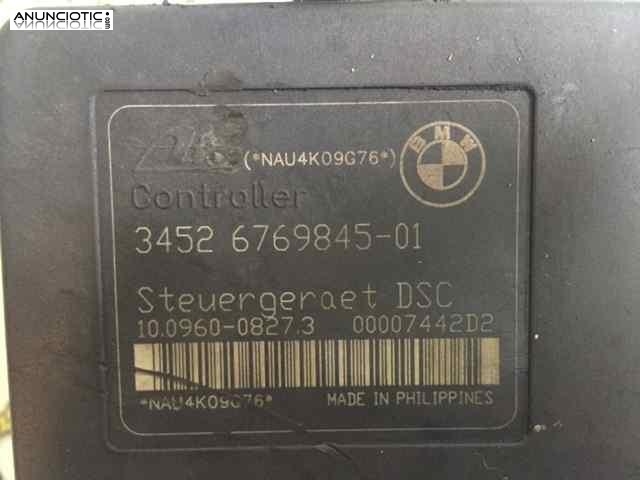 ANUNCIOTIC.com
(*NAU4K09G76*)
BMW
Controller
3452 6769845-01
Steuergeraet DSC
10.0960-0827.3 00007442D2
*NAU4K09G76*
MADE IN PHILIPPINES